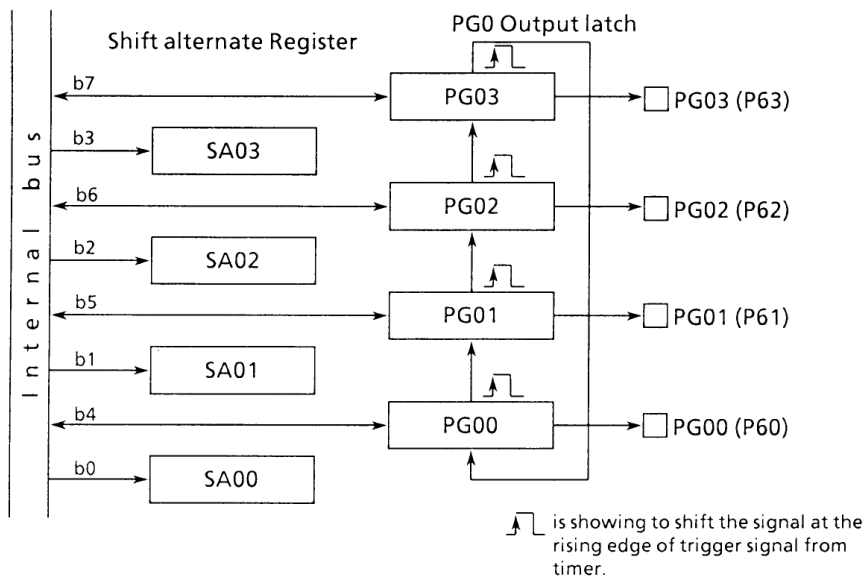 PG0 Output latch
Shift alternate Register
b7
PG03
PG03 (P63)
b3
SA03
b6
PG02
PG02 (P62)
b2
SA02
b5
PG01
PG01 (P61)
b1
SA01
b4
PG00
PG00 (P60)
b0
SA00
Internal bus
is showing to shift the signal at the
rising edge of trigger signal from
timer.